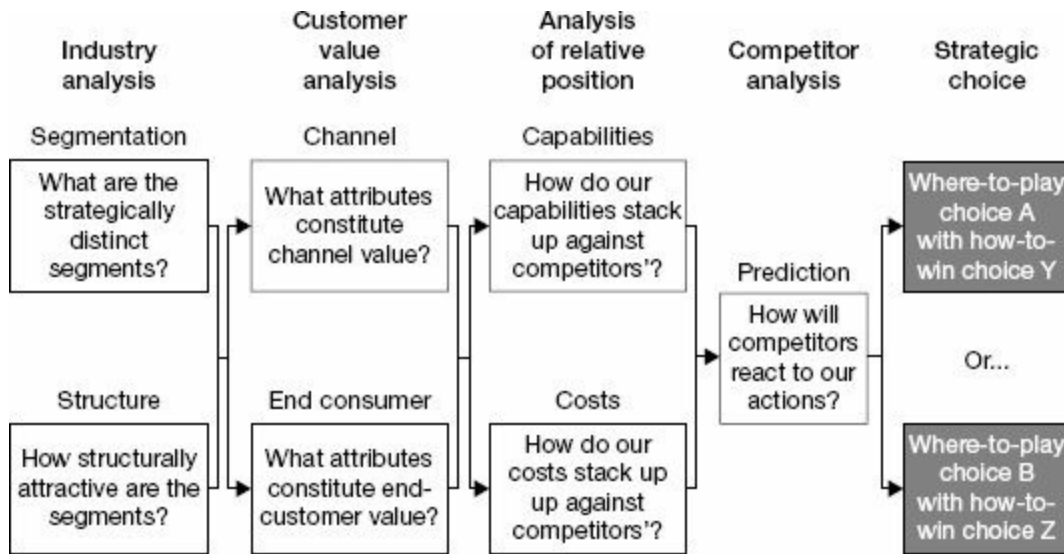 Industry
analysis
Customer
value
analysis
Analysis
of relative
position
Competitor
analysis
Strategic
choice
Segmentation
What are the
strategically
distinct
segments?
Structure
How structurally
attractive are the
segments?
Channel
What attributes
constitute
channel value?
End consumer
What attributes
constitute end-
customer value?
Capabilities
How do our
capabilities stack
up against
competitors'?
Costs
How do our
costs stack up
up against
competitors'?
Prediction
How will
competitors
react to our
actions?
Where-to-play
choice A
with how-to-
win choice Y
Or...
Where-to-play
choice B
with how-to-
win choice Z